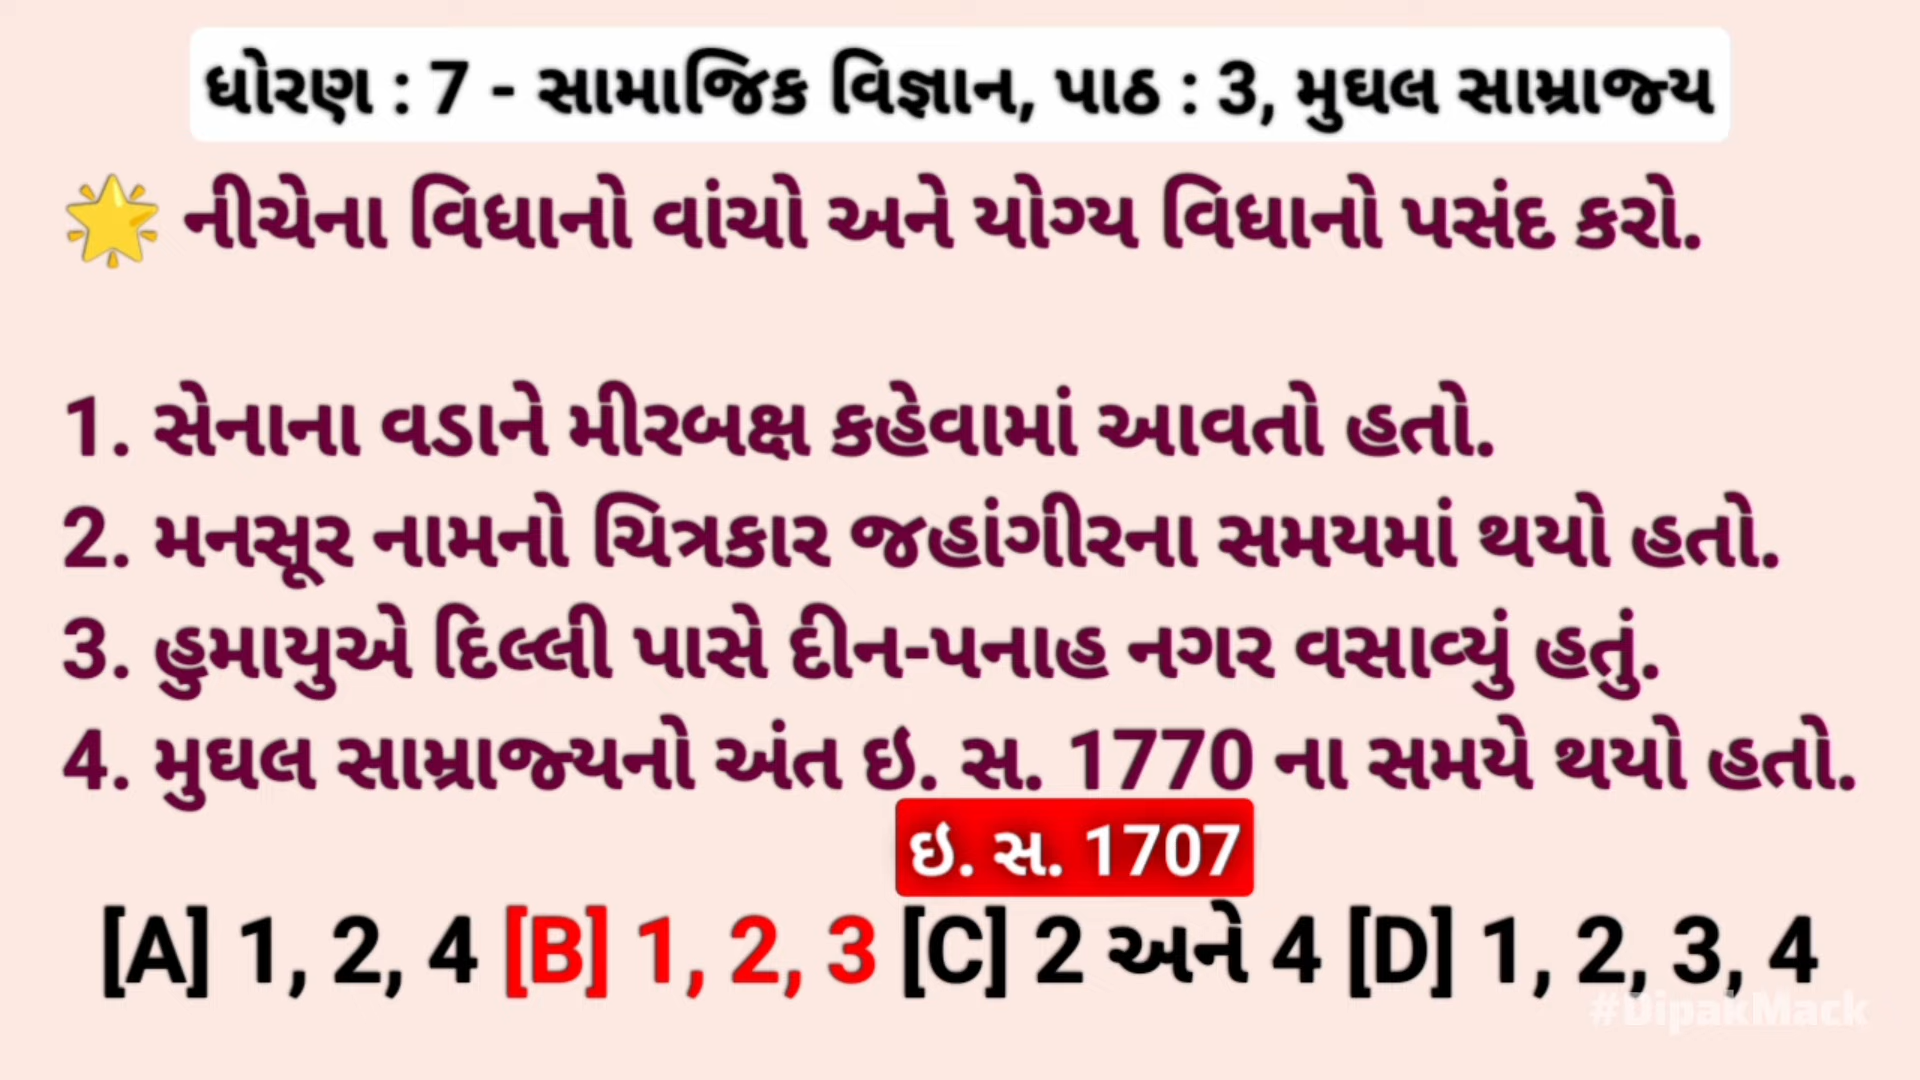 ધોરણ : 7 - સામાજિક વિજ્ઞાન, પાઠ : 3, મુઘલ સામ્રાજ્ય
નીચેના વિધાનો વાંચો અને યોગ્ય વિધાનો પસંદ કરો.
1. સેનાના વડાને મીરબક્ષ કહેવામાં આવતો હતો.
2. મનસૂર નામનો ચિત્રકાર જહાંગીરના સમયમાં થયો હતો.
3. હુમાયુએ દિલ્લી પાસે દીન-પનાહ નગર વસાવ્યું હતું.
4. મુઘલ સામ્રાજ્યનો અંત ઇ. સ. 1770 ના સમયે થયો હતો.
ઇ. સ. 1707
[A] 1, 2, 4 [B] 1, 2, 3 [C] 2 અને 4 [D] 1, 2, 3, 4
#DipakMack